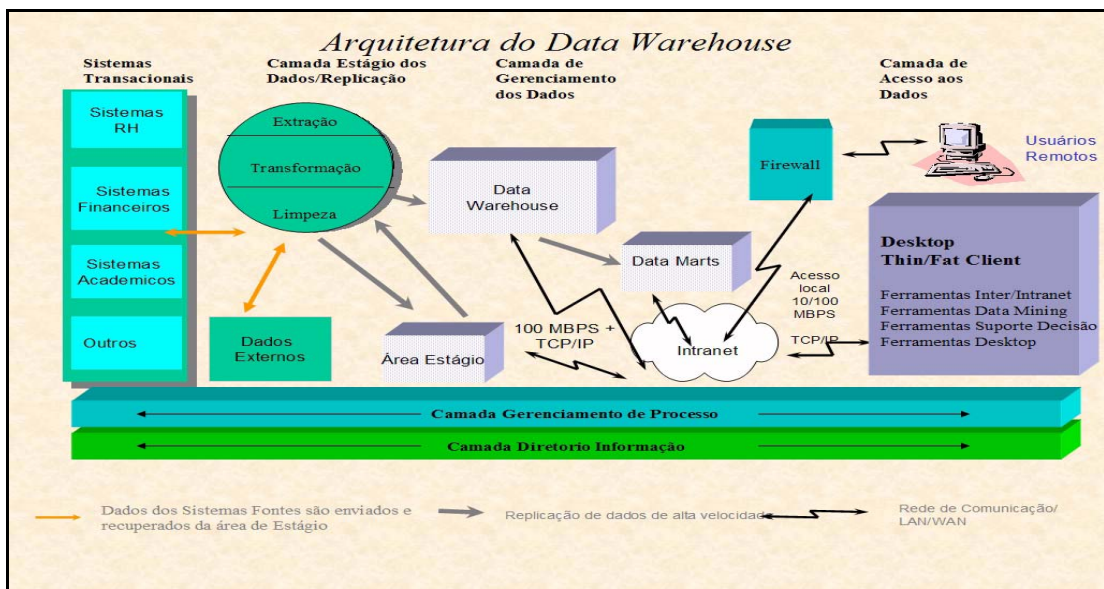 Arquitetura do Data Warehouse
Sistemas
Transacionais
Camada Estágio dos
Dados/Replicação
Camada de
Gerenciamento
dos Dados
Camada de
Acesso aos
Dados
Sistemas
RH
Sistemas
Financeiros
Sistemas
Academicos
Outros
Extração
Transformação
Limpeza
Dados
Externos
Área Estágio
Data
Warehouse
Data Marts
100 MBPS +
TCP/IP
Intranet
Firewall
Acesso
local
10/100
MBPS
TCP/IP
Usuários
Remotos
Desktop
Thin/Fat Client
Ferramentas Inter/Intranet
Ferramentas Data Mining
Ferramentas Suporte Decisão
Ferramentas Desktop
Camada Gerenciamento de Processo
Camada Diretorio Informação
Dados dos Sistemas Fontes são enviados e
recuperados da área de Estágio
Replicação de dados de alta velocidade
Rede de Comunicação/
LAN/WAN